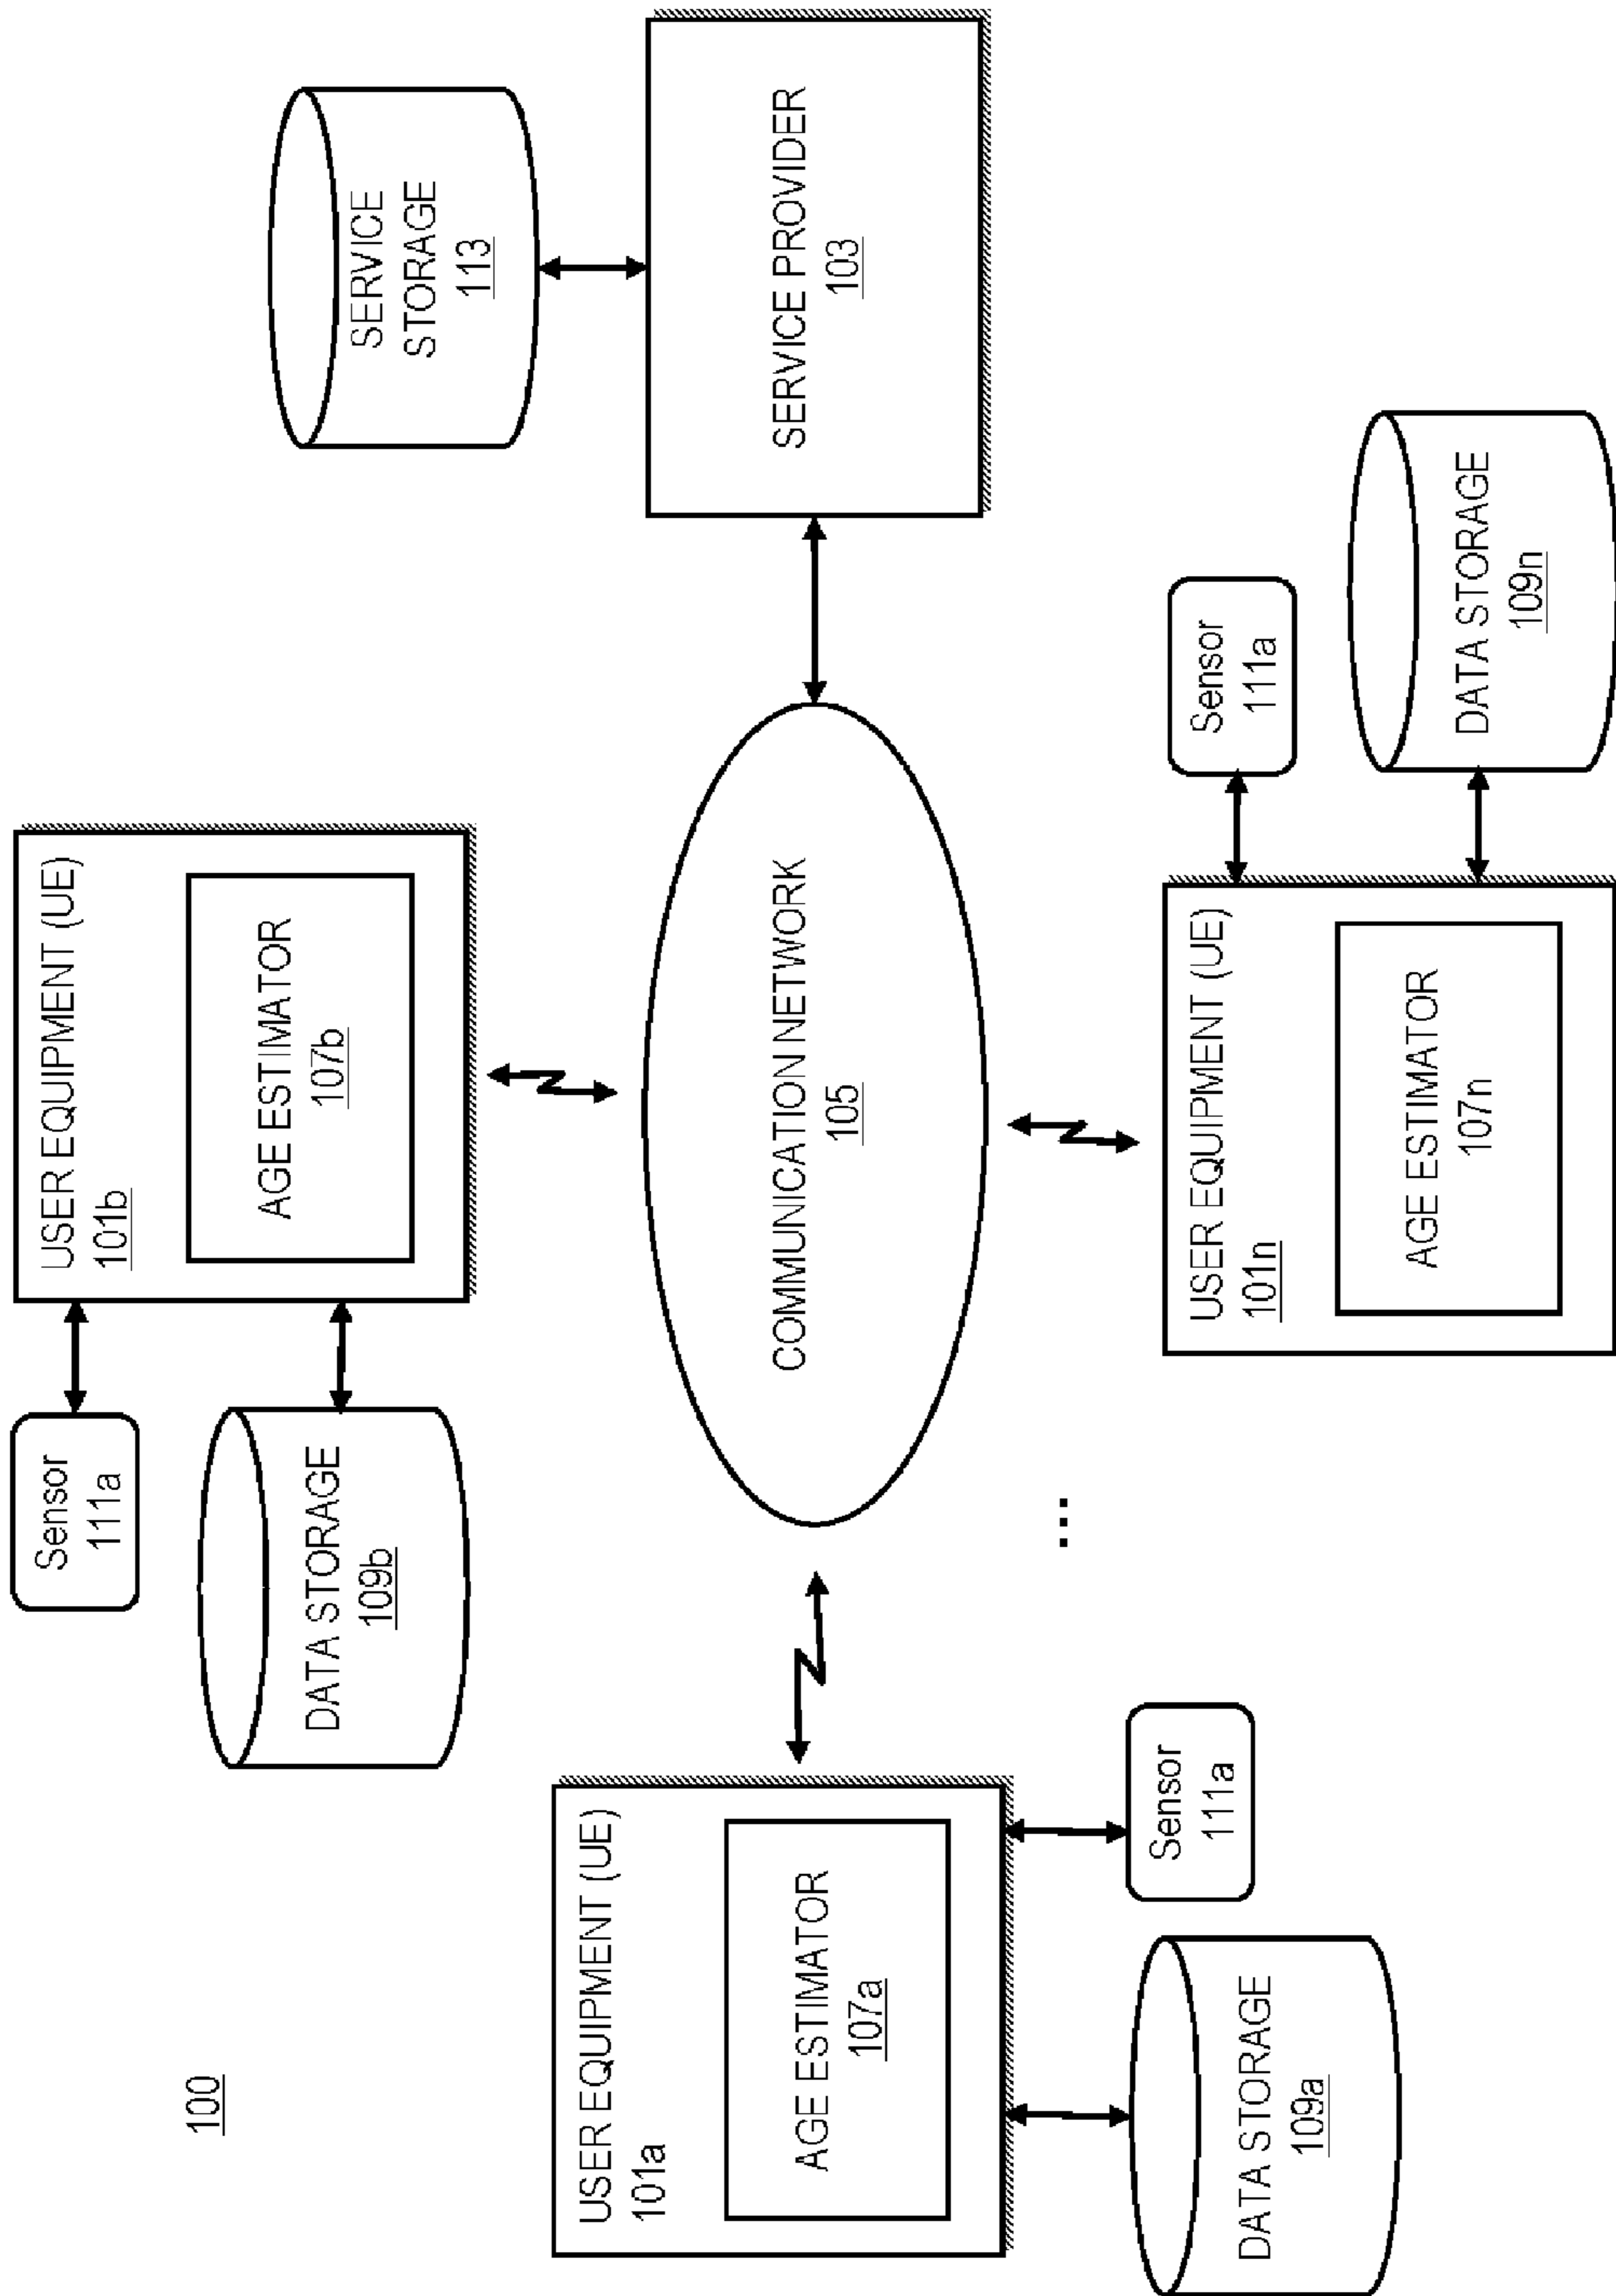 100
USER EQUIPMENT (UE)
101a
AGE ESTIMATOR
107a
Sensor
111a
DATA STORAGE
109a
Sensor
111a
DATA STORAGE
109b
USER EQUIPMENT (UE)
101b
AGE ESTIMATOR
107b
COMMUNICATION NETWORK
105
...
USER EQUIPMENT (UE)
101n
AGE ESTIMATOR
107n
Sensor
111a
DATA STORAGE
109n
SERVICE
STORAGE
113
SERVICE PROVIDER
103